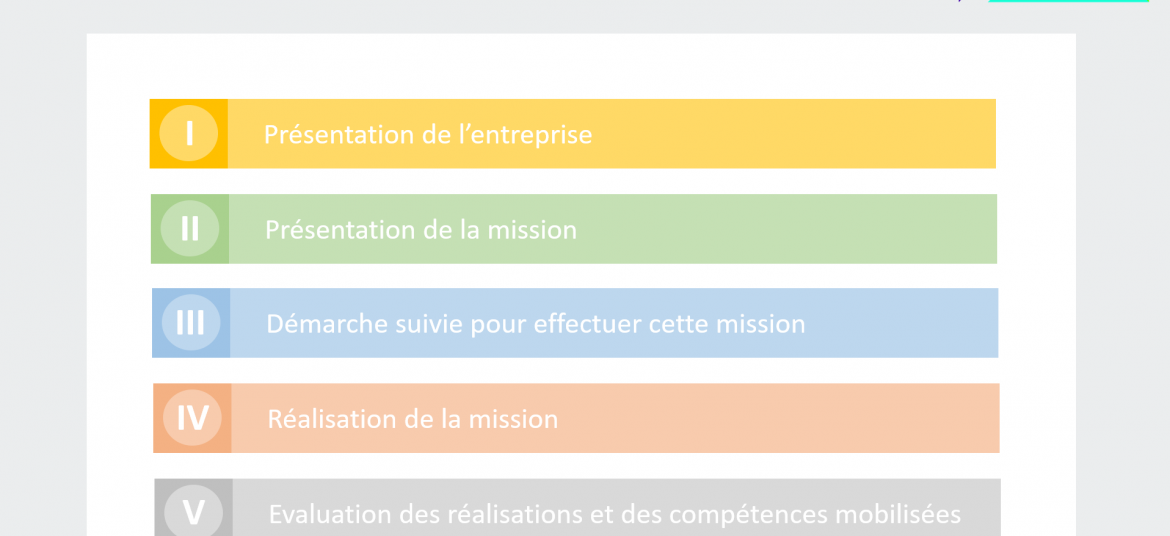 I Présentation de l’entreprise
II Présentation de la mission
III Démarche suivie pour effectuer cette mission
IV Réalisation de la mission
V Evaluation des réalisations et des compétences mobilisées